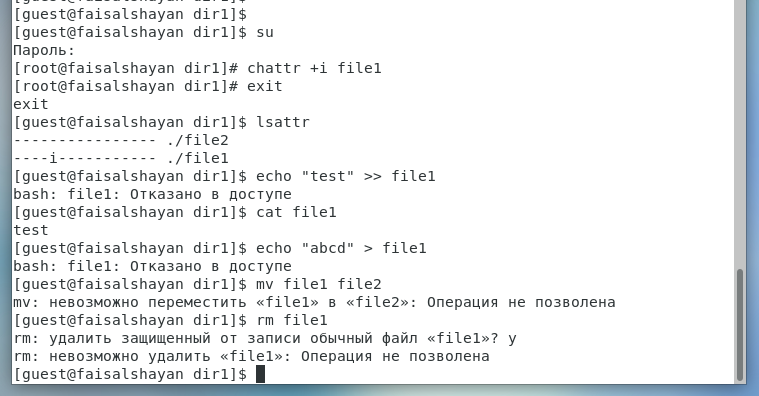 [guest@faisalshayan dir1]$
[guest@faisalshayan dir1]$ su
Пароль:
[root@faisalshayan dir1]# chattr +i file1
[root@faisalshayan dir1]# exit
exit
[guest@faisalshayan dir1]$ lsattr
---------------- ./file2
----i----------- ./file1
[guest@faisalshayan dir1]$ echo "test" >> file1
bash: file1: Отказано в доступе
[guest@faisalshayan dir1]$ cat file1
test
[guest@faisalshayan dir1]$ echo "abcd" > file1
bash: file1: Отказано в доступе
[guest@faisalshayan dir1]$ mv file1 file2
mv: невозможно переместить «file1» в «file2»: Операция не позволена
[guest@faisalshayan dir1]$ rm file1
rm: удалить защищенный от записи обычный файл «file1»? y
rm: невозможно удалить «file1»: Операция не позволена
[guest@faisalshayan dir1]$